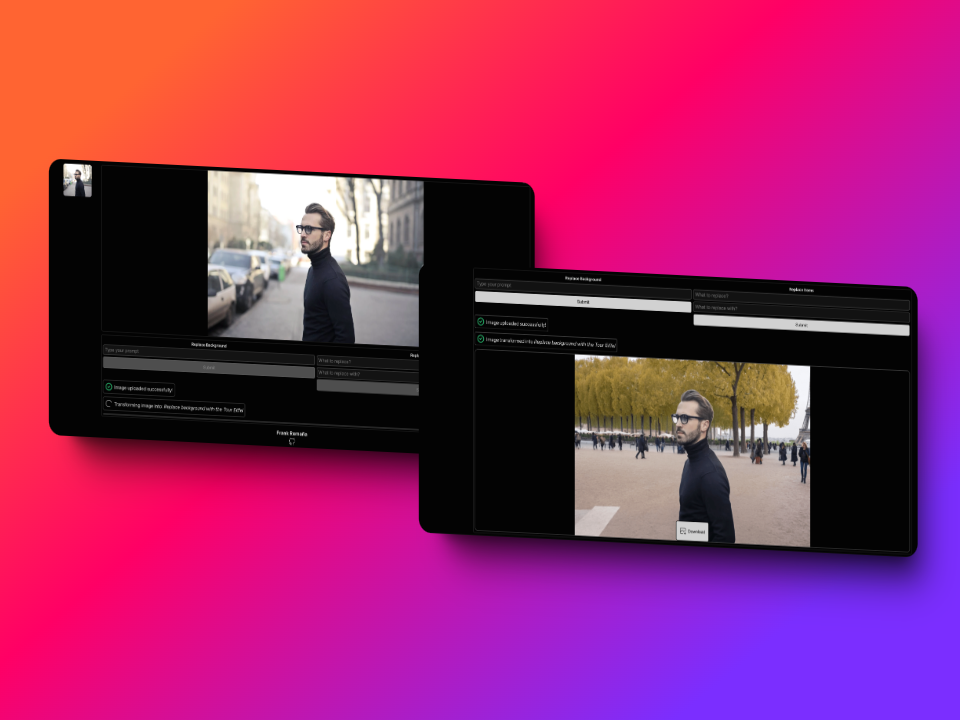 Replace Background
Type your prompt
Submit
What to replace?
What to replace with?
Image uploaded successfully!
Transforming image into Replace background with the Tour Eiffel
Frank Ramalle
Replace Background
Type your prompt
Submit
Replace Items
What to replace?
What to replace with?
Submit
Image uploaded successfully!
Image transformed into Replace background with the Tour Eiffel
Download